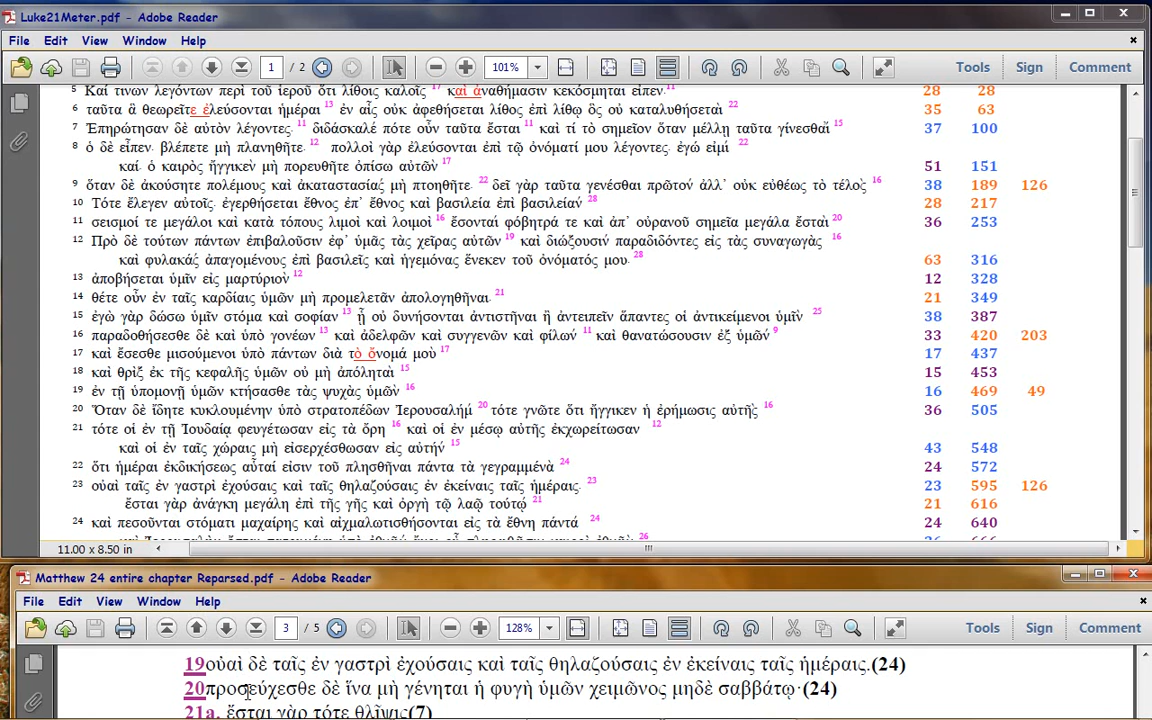 Luke21Meter.pdf - Adobe Reader
File Edit View Window Help
1 / 2 101% Tools Sign Comment
5 Καί τινων λεγόντων περὶ τοῦ ἱεροῦ ὅτι λίθοις καλοῖς 17 καὶ ἀναθήμασιν κεκόσμηται εἶπεν. 11 28 28
6 ταῦτα ἃ θεωρεῖτε ἐλεύσονται ἡμέραι 13 ἐν αἷς οὐκ ἀφεθήσεται λίθος ἐπὶ λίθῳ ὃς οὐ καταλυθήσετὰ 22 35 63
7 Ἐπηρώτησαν δὲ αὐτὸν λέγοντες. 11 διδάσκαλέ πότε οὖν ταῦτα ἔσται 11 καὶ τί τὸ σημεῖον ὅταν μέλλῃ ταῦτα γίνεσθαϊ 15 37 100
8 ὁ δὲ εἶπεν. βλέπετε μὴ πλανηθῆτε. 12 πολλοὶ γὰρ ἐλεύσονται ἐπὶ τῷ ὀνόματί μου λέγοντες. ἐγώ εἰμί 22
καί. ὁ καιρὸς ἤγγικεν μὴ πορευθῆτε ὀπίσω αὐτῶν 17 51 151
9 ὅταν δὲ ἀκούσητε πολέμους καὶ ἀκαταστασίας μὴ πτοηθῆτε. 22 δεῖ γὰρ ταῦτα γενέσθαι πρῶτον ἀλλ᾽ οὐκ εὐθέως τὸ τέλος 16 38 189 126
10 Τότε ἔλεγεν αὐτοῖς. ἐγερθήσεται ἔθνος ἐπ᾽ ἔθνος καὶ βασιλεία ἐπὶ βασιλείαν 28 28 217
11 σεισμοί τε μεγάλοι καὶ κατὰ τόπους λιμοὶ καὶ λοιμοὶ 16 ἔσονταί φόβητρά τε καὶ ἀπ᾽ οὐρανοῦ σημεῖα μεγάλα ἔσταὶ 20 36 253
12 Πρὸ δὲ τούτων πάντων ἐπιβαλοῦσιν ἐφ᾽ ὑμᾶς τὰς χεῖρας αὐτῶν 19 καὶ διώξουσιν παραδιδόντες εἰς τὰς συναγωγὰς 16
καὶ φυλακάς ἀπαγομένους ἐπὶ βασιλεῖς καὶ ἡγεμόνας ἕνεκεν τοῦ ὀνόματός μου. 28 63 316
13 ἀποβήσεται ὑμῖν εἰς μαρτύριον 12 12 328
14 θέτε οὖν ἐν ταῖς καρδίαις ὑμῶν μὴ προμελετᾶν ἀπολογηθῆναι. 21 21 349
15 ἐγὼ γὰρ δώσω ὑμῖν στόμα καὶ σοφίαν 13 ᾗ οὐ δυνήσονται ἀντιστῆναι ἢ ἀντειπεῖν ἅπαντες οἱ ἀντικείμενοι ὑμῖν 25 38 387
16 παραδοθήσεσθε δὲ καὶ ὑπὸ γονέων 13 καὶ ἀδελφῶν καὶ συγγενῶν καὶ φίλων 11 καὶ θανατώσουσιν ἐξ ὑμῶν 9 33 420 203
17 καὶ ἔσεσθε μισούμενοι ὑπὸ πάντων διὰ τὸ ὄνομά μοὺ 17 17 437
18 καὶ θρὶξ ἐκ τῆς κεφαλῆς ὑμῶν οὐ μὴ ἀπόληταὶ 15 15 453
19 ἐν τῇ ὑπομονῇ ὑμῶν κτήσασθε τὰς ψυχὰς ὑμῶν 16 16 469 49
20 Ὅταν δὲ ἴδητε κυκλουμένην ὑπὸ στρατοπέδων Ἰερουσαλήμ 20 τότε γνῶτε ὅτι ἤγγικεν ἡ ἐρήμωσις αὐτῆς 16 36 505
21 τότε οἱ ἐν τῇ Ἰουδαίᾳ φευγέτωσαν εἰς τὰ ὄρη 16 καὶ οἱ ἐν μέσῳ αὐτῆς ἐκχωρείτωσαν 12
καὶ οἱ ἐν ταῖς χώραις μὴ εἰσερχέσθωσαν εἰς αὐτήν 15 43 548
22 ὅτι ἡμέραι ἐκδικήσεως αὗταί εἰσιν τοῦ πλησθῆναι πάντα τὰ γεγραμμένὰ 24 24 572
23 οὐαὶ ταῖς ἐν γαστρὶ ἐχούσαις καὶ ταῖς θηλαζούσαις ἐν ἐκείναις ταῖς ἡμέραις. 23 23 595 126
ἔσται γὰρ ἀνάγκη μεγάλη ἐπὶ τῆς γῆς καὶ ὀργὴ τῷ λαῷ τούτῳ 21 21 616
24 καὶ πεσοῦνται στόματι μαχαίρης καὶ αἰχμαλωτισθήσονται εἰς τὰ ἔθνη πάντά 24 24 640
11.00 x 8.50 in
Matthew 24 entire chapter Reparsed.pdf - Adobe Reader
File Edit View Window Help
3 / 5 128% Tools Sign Comment
19οὐαὶ δὲ ταῖς ἐν γαστρὶ ἐχούσαις καὶ ταῖς θηλαζούσαις ἐν ἐκείναις ταῖς ἡμέραις.(24)
20προσεύχεσθε δὲ ἵνα μὴ γένηται ἡ φυγὴ ὑμῶν χειμῶνος μηδὲ σαββάτῳ·(24)
21a. ἔσται γὰρ τότε θλῖψις(7)